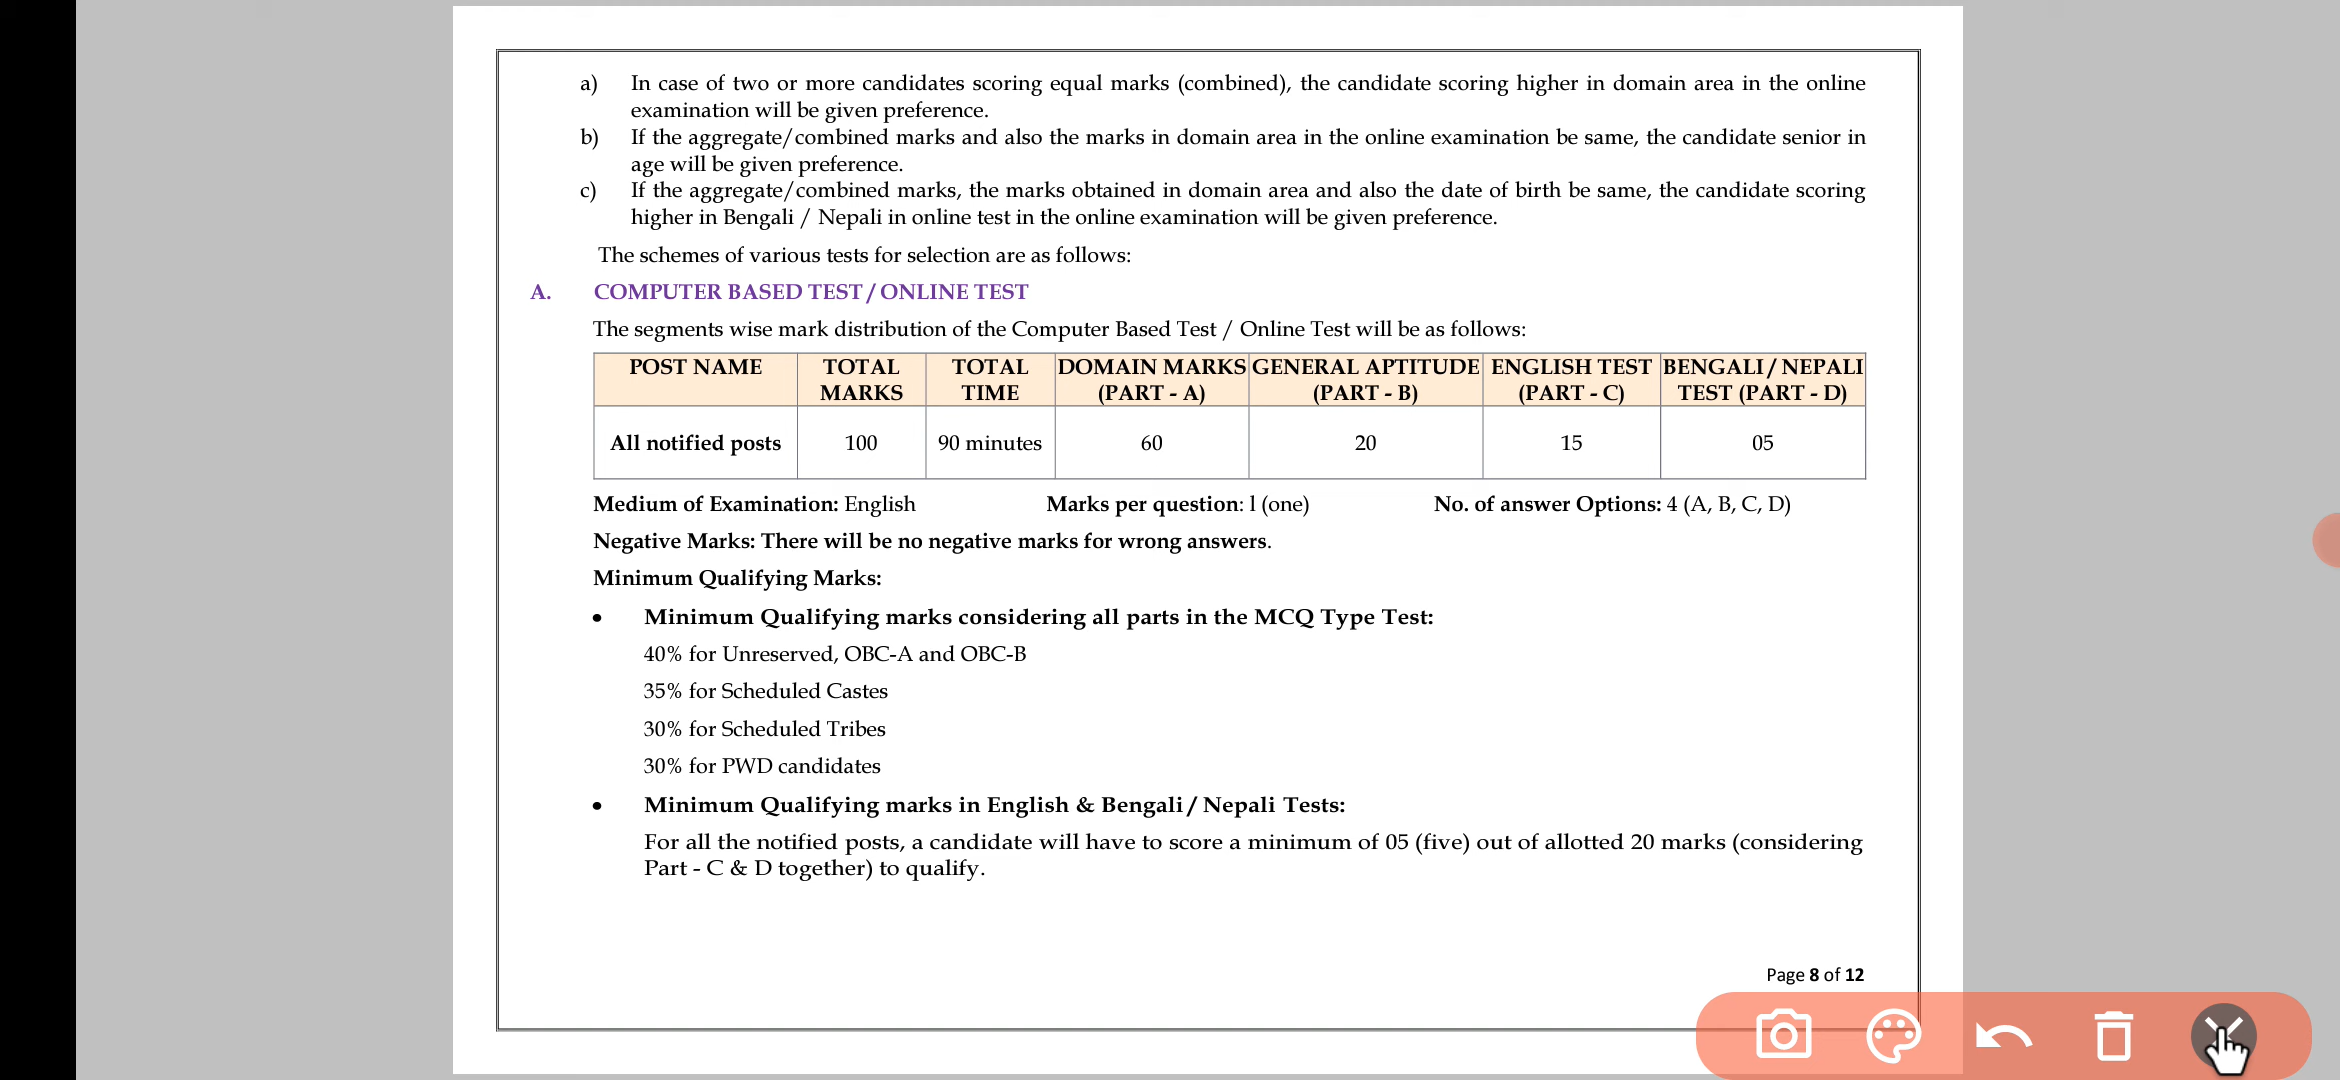 a) In case of two or more candidates scoring equal marks (combined), the candidate scoring higher in domain area in the online
examination will be given preference.
b) If the aggregate/combined marks and also the marks in domain area in the online examination be same, the candidate senior in
age will be given preference.
c) If the aggregate/combined marks, the marks obtained in domain area and also the date of birth be same, the candidate scoring
higher in Bengali / Nepali in online test in the online examination will be given preference.
The schemes of various tests for selection are as follows:
A. COMPUTER BASED TEST / ONLINE TEST
The segments wise mark distribution of the Computer Based Test / Online Test will be as follows:
POST NAME TOTAL TOTAL DOMAIN MARKS GENERAL APTITUDE ENGLISH TEST BENGALI / NEPALI
MARKS TIME (PART - A) (PART - B) (PART - C) TEST (PART - D)
All notified posts 100 90 minutes 60 20 15 05
Medium of Examination: English Marks per question: 1 (one) No. of answer Options: 4 (A, B, C, D)
Negative Marks: There will be no negative marks for wrong answers.
Minimum Qualifying Marks:
• Minimum Qualifying marks considering all parts in the MCQ Type Test:
40% for Unreserved, OBC-A and OBC-B
35% for Scheduled Castes
30% for Scheduled Tribes
30% for PWD candidates
• Minimum Qualifying marks in English & Bengali / Nepali Tests:
For all the notified posts, a candidate will have to score a minimum of 05 (five) out of allotted 20 marks (considering
Part - C & D together) to qualify.
Page 8 of 12